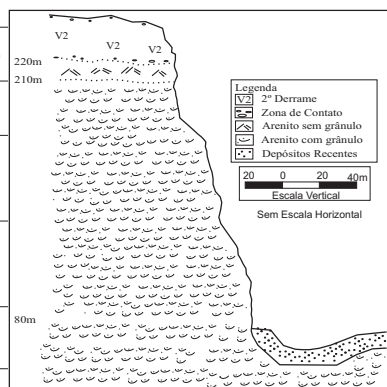 V2
V2
V2
220m
210m
80m
Legenda
V2 2º Derrame
Zona de Contato
Arenito sem grânulo
Arenito com grânulo
Depósitos Recentes
20 0 20 40m
Escala Vertical
Sem Escala Horizontal